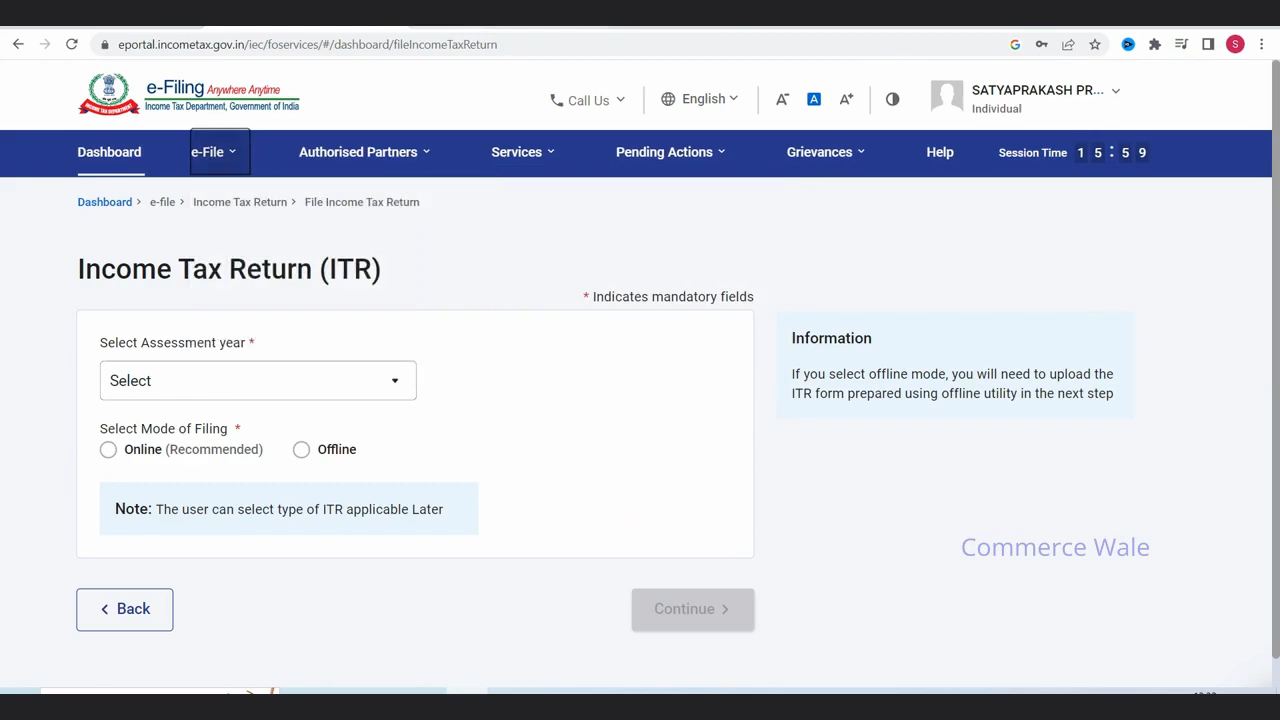 eportal.incometax.gov.in/iec/foservices/#/dashboard/fileIncomeTaxReturn
S
e-Filing Anywhere Anytime
Income Tax Department, Government of India
Call Us
English
A- A A+
SATYAPRAKASH PR...
Individual
Dashboard e-File Authorised Partners Services Pending Actions Grievances Help Session Time 1 5 : 5 9
Dashboard > e-file > Income Tax Return > File Income Tax Return
Income Tax Return (ITR)
* Indicates mandatory fields
Select Assessment year *
Select
Select Mode of Filing *
Online (Recommended) Offline
Note: The user can select type of ITR applicable Later
Information
If you select offline mode, you will need to upload the
ITR form prepared using offline utility in the next step
Commerce Wale
< Back
Continue >